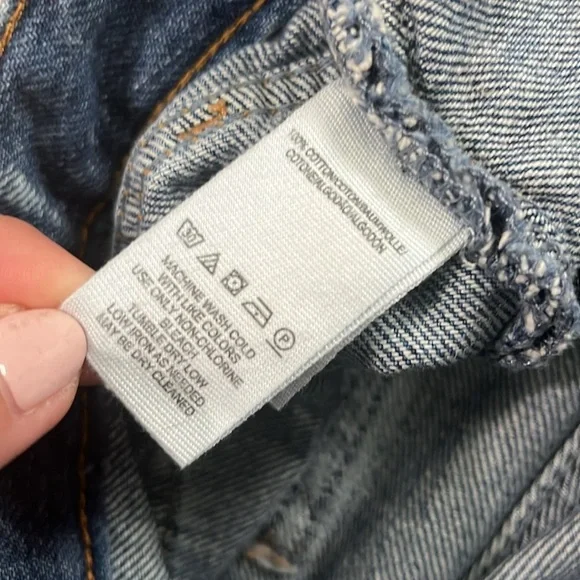 100% COTTON/COTON/BAUMWOLLE/
COTONE/ALGODÃO/ALGODÓN
30
P
MACHINE WASH COLD
WITH LIKE COLORS
USE ONLY NON-CHLORINE
BLEACH
TUMBLE DRY LOW
LOW IRON AS NEEDED
MAY BE DRY CLEANED